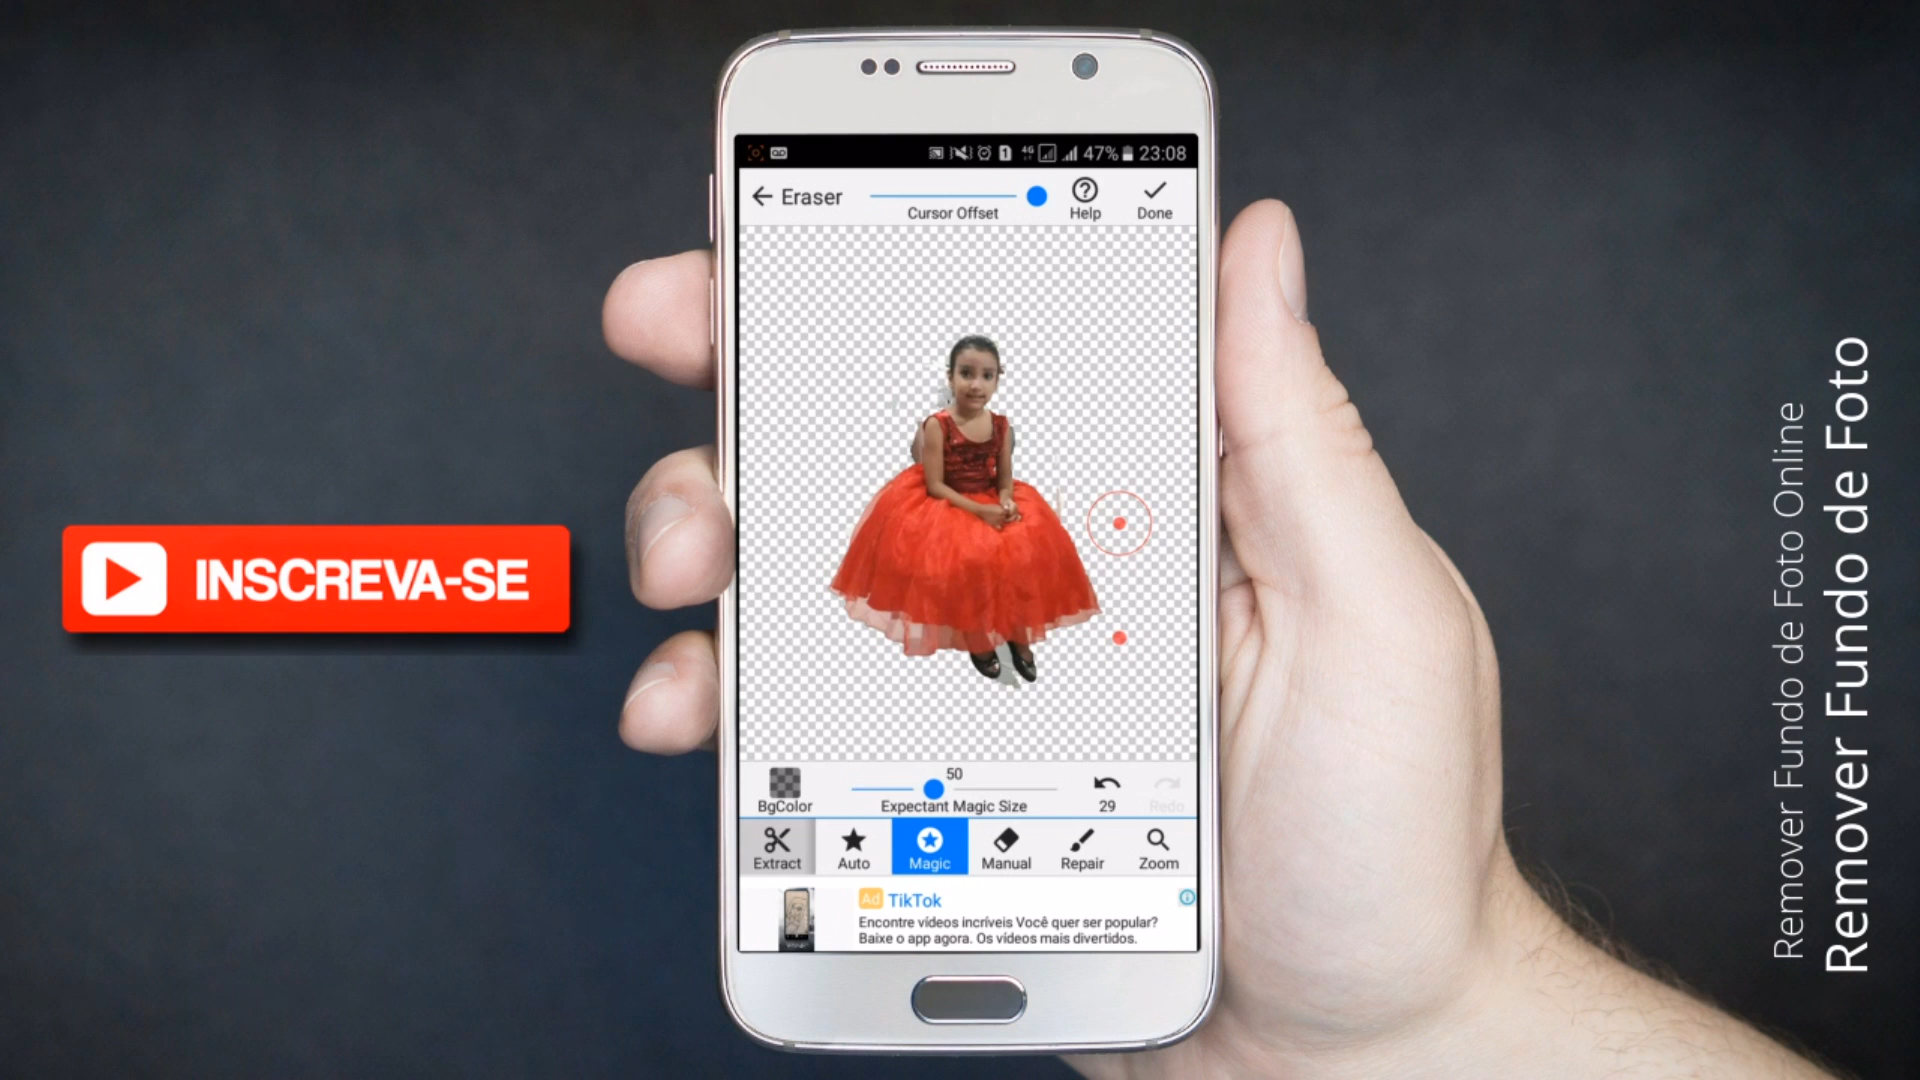 47% 23:08
Eraser
Cursor Offset
Help
Done
INSCREVA-SE
50
BgColor
Expectant Magic Size
29
Redo
Extract
Auto
Magic
Manual
Repair
Zoom
Ad TikTok
Encontre vídeos incríveis Você quer ser popular?
Baixe o app agora. Os vídeos mais divertidos.
Remover Fundo de Foto Online
Remover Fundo de Foto